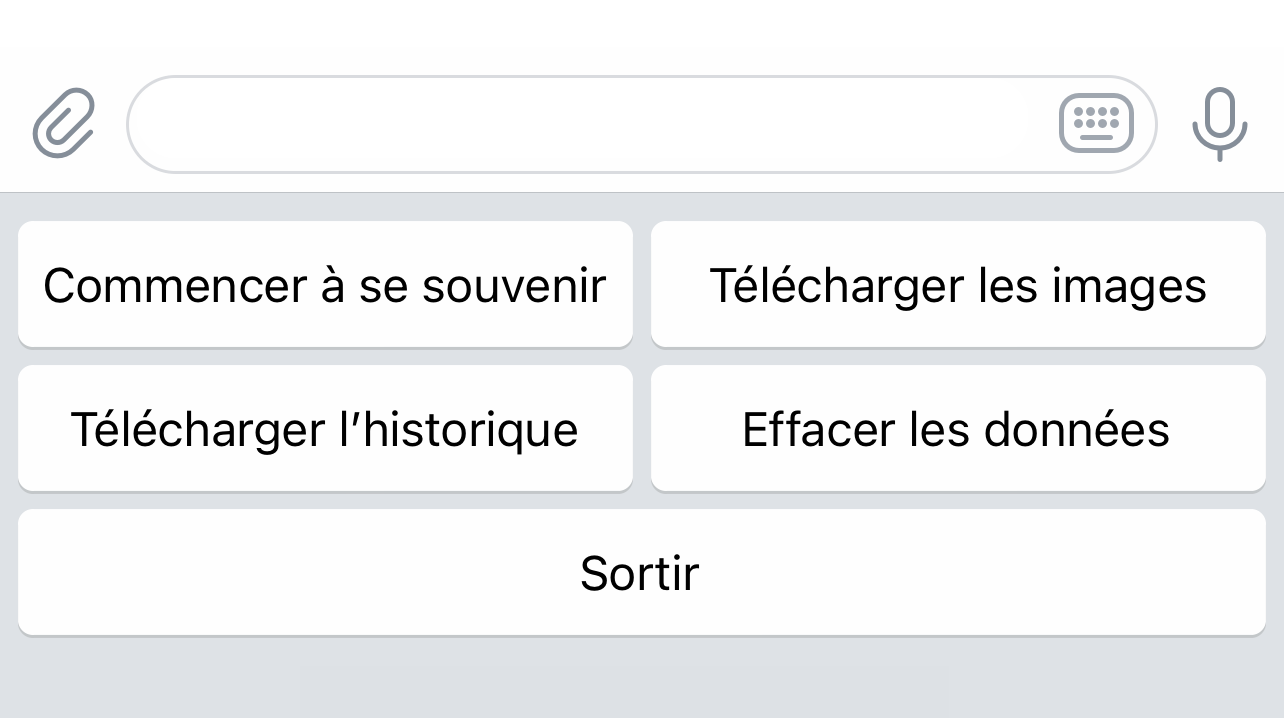 Commencer à se souvenir
Télécharger les images
Télécharger l’historique
Effacer les données
Sortir